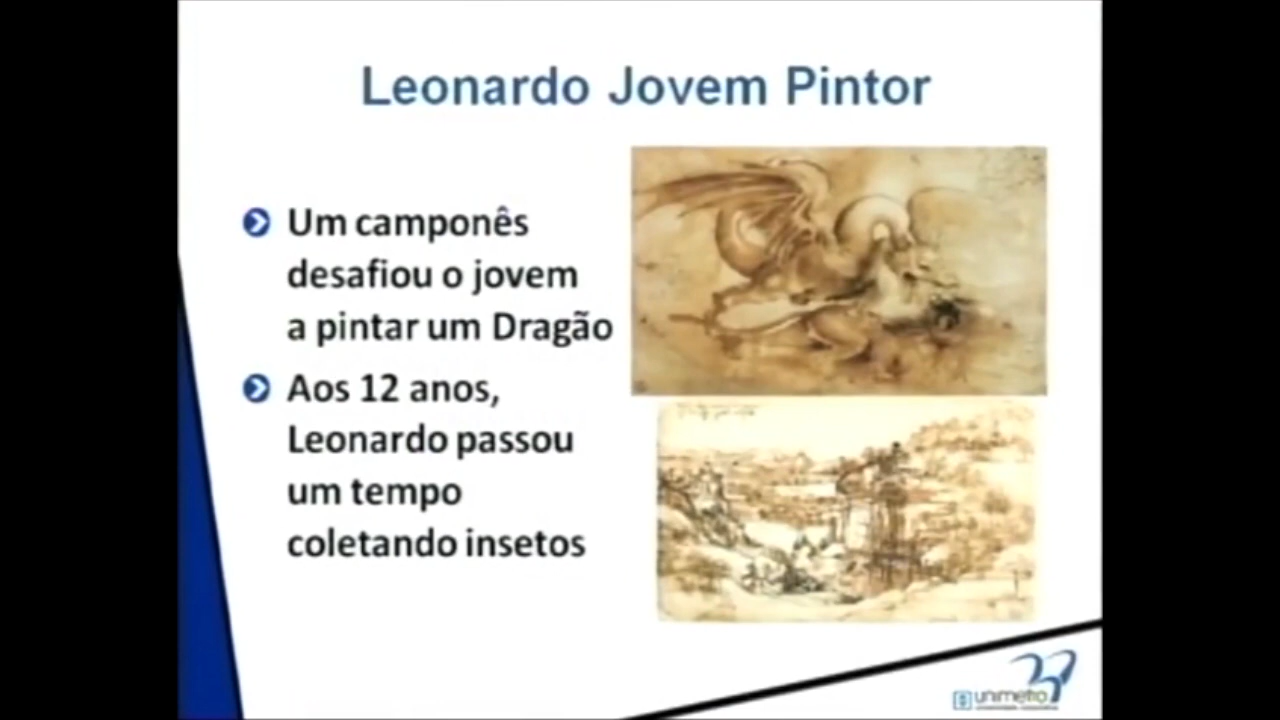 Leonardo Jovem Pintor
Um camponês
desafiou o jovem
a pintar um Dragão
Aos 12 anos,
Leonardo passou
um tempo
coletando insetos
unimetro